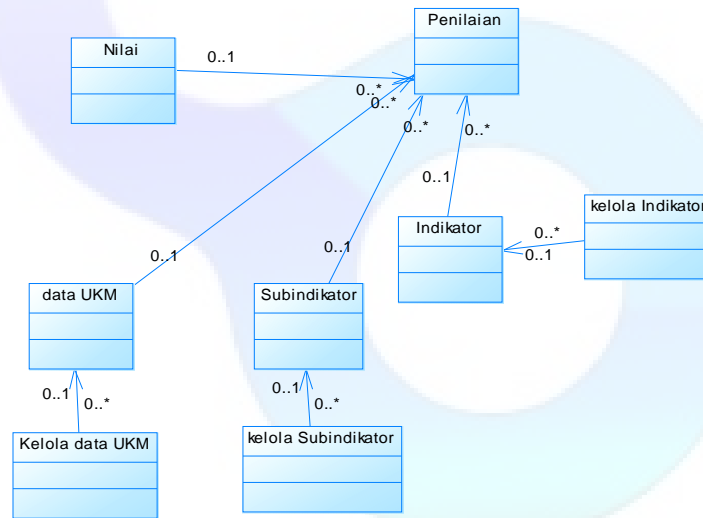 Penilaian
Nilai
0..1
0..*
0..*
0..*
0..*
0..1
kelola Indikator
Indikator
0..*
0..1
0..1
0..1
data UKM
Subindikator
0..1
0..*
0..1
0..*
Kelola data UKM
kelola Subindikator